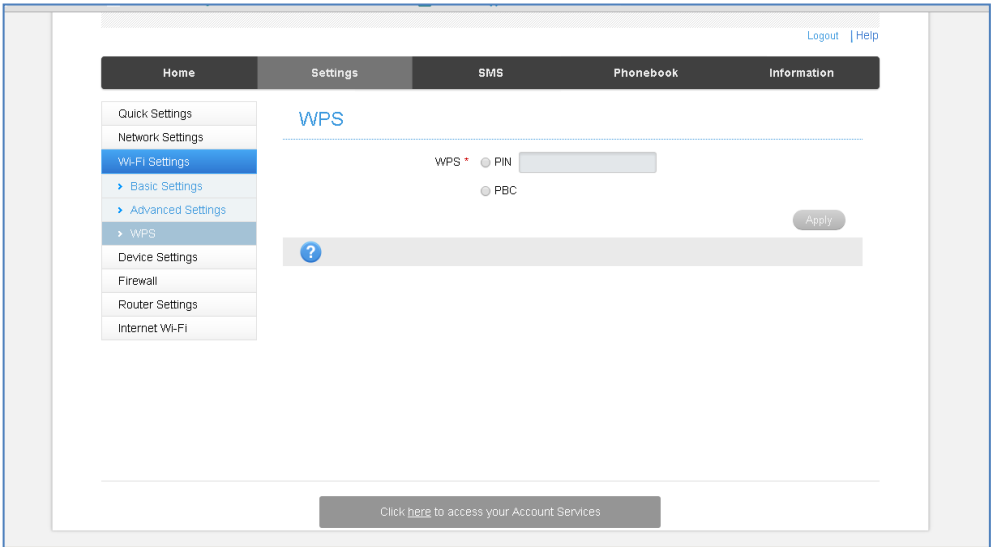 Logout | Help
Home Settings SMS Phonebook Information
Quick Settings
Network Settings
Wi-Fi Settings
Basic Settings
Advanced Settings
WPS
Device Settings
Firewall
Router Settings
Internet Wi-Fi
WPS
WPS * PIN
PBC
Apply
?
Click here to access your Account Services